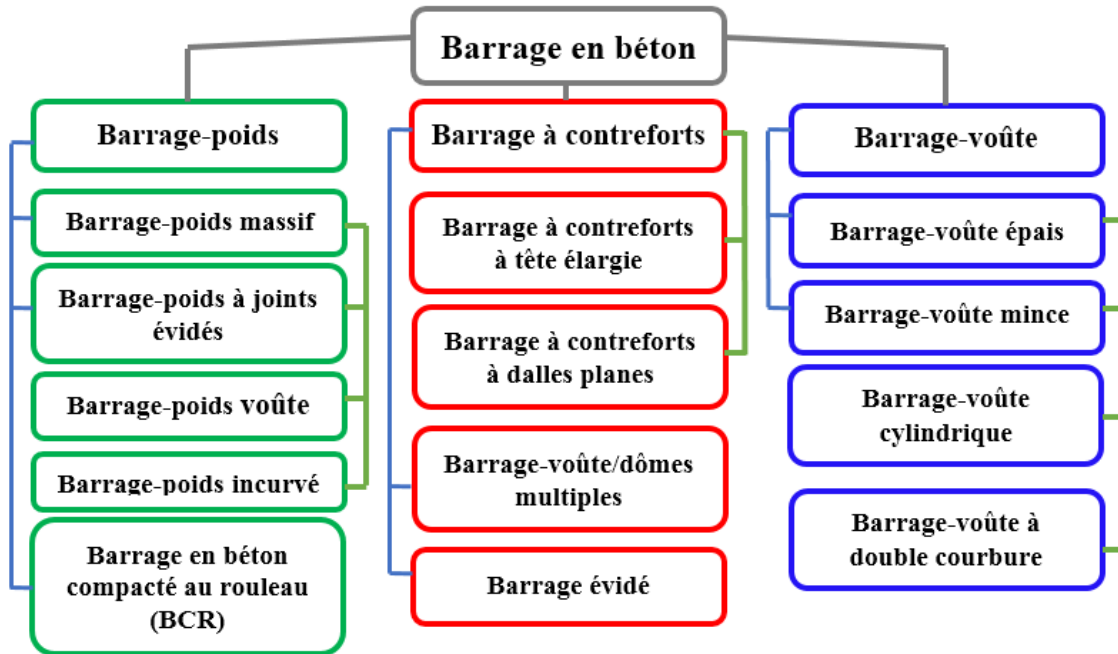 Barrage en béton
Barrage-poids
Barrage-poids massif
Barrage-poids à joints
évidés
Barrage-poids voûte
Barrage-poids incurvé
Barrage en béton
compacté au rouleau
(BCR)
Barrage à contreforts
Barrage à contreforts
à tête élargie
Barrage à contreforts
à dalles planes
Barrage-voûte/dômes
multiples
Barrage évidé
Barrage-voûte
Barrage-voûte épais
Barrage-voûte mince
Barrage-voûte
cylindrique
Barrage-voûte à
double courbure